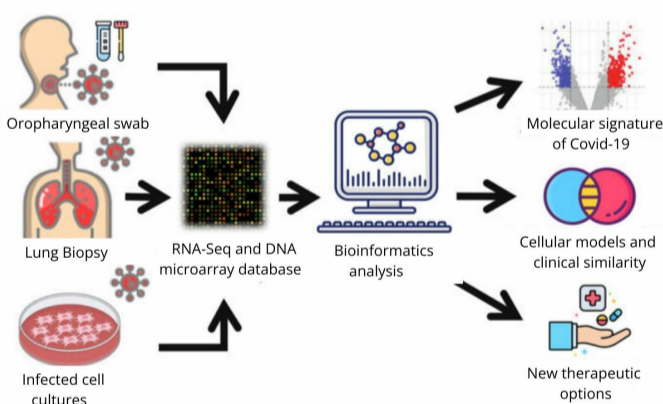 Oropharyngeal swab
Lung Biopsy
Infected cell
cultures
RNA-Seq and DNA
microarray database
Bioinformatics
analysis
Molecular signature
of Covid-19
Cellular models and
clinical similarity
New therapeutic
options